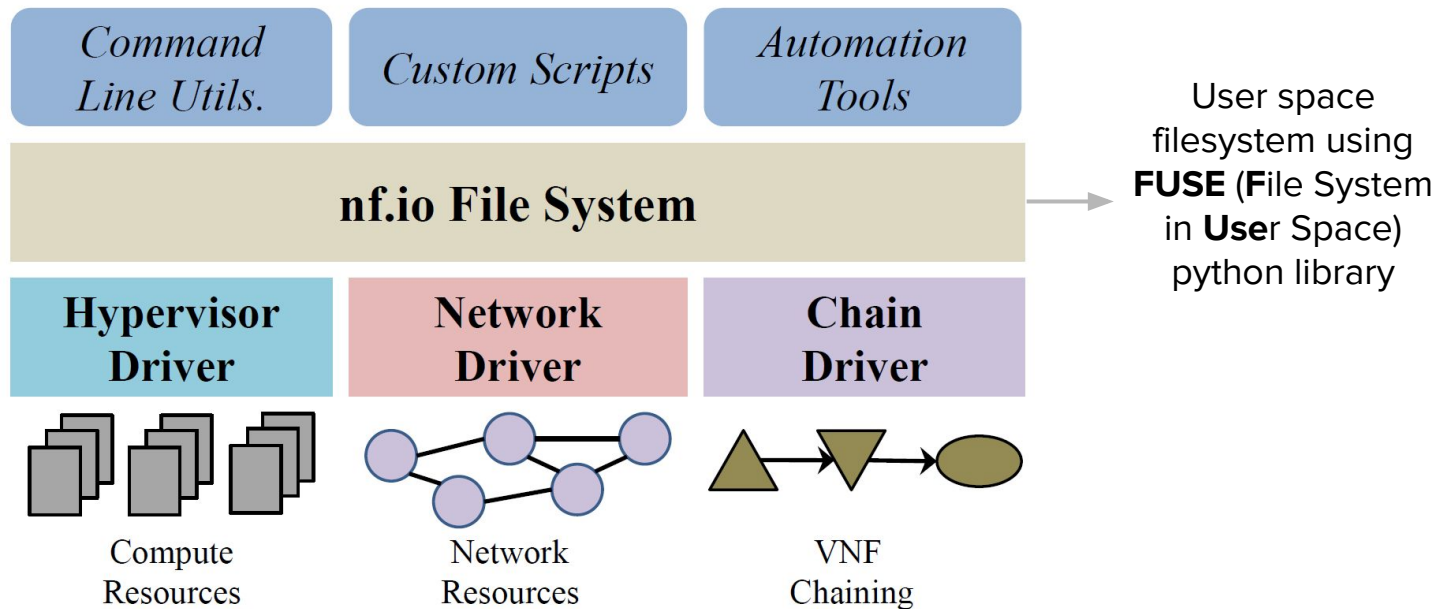 Command
Line Utils.
Custom Scripts
Automation
Tools
nf.io File System
User space
filesystem using
FUSE (File System
in User Space)
python library
Hypervisor
Driver
Network
Driver
Chain
Driver
Compute
Resources
Network
Resources
VNF
Chaining